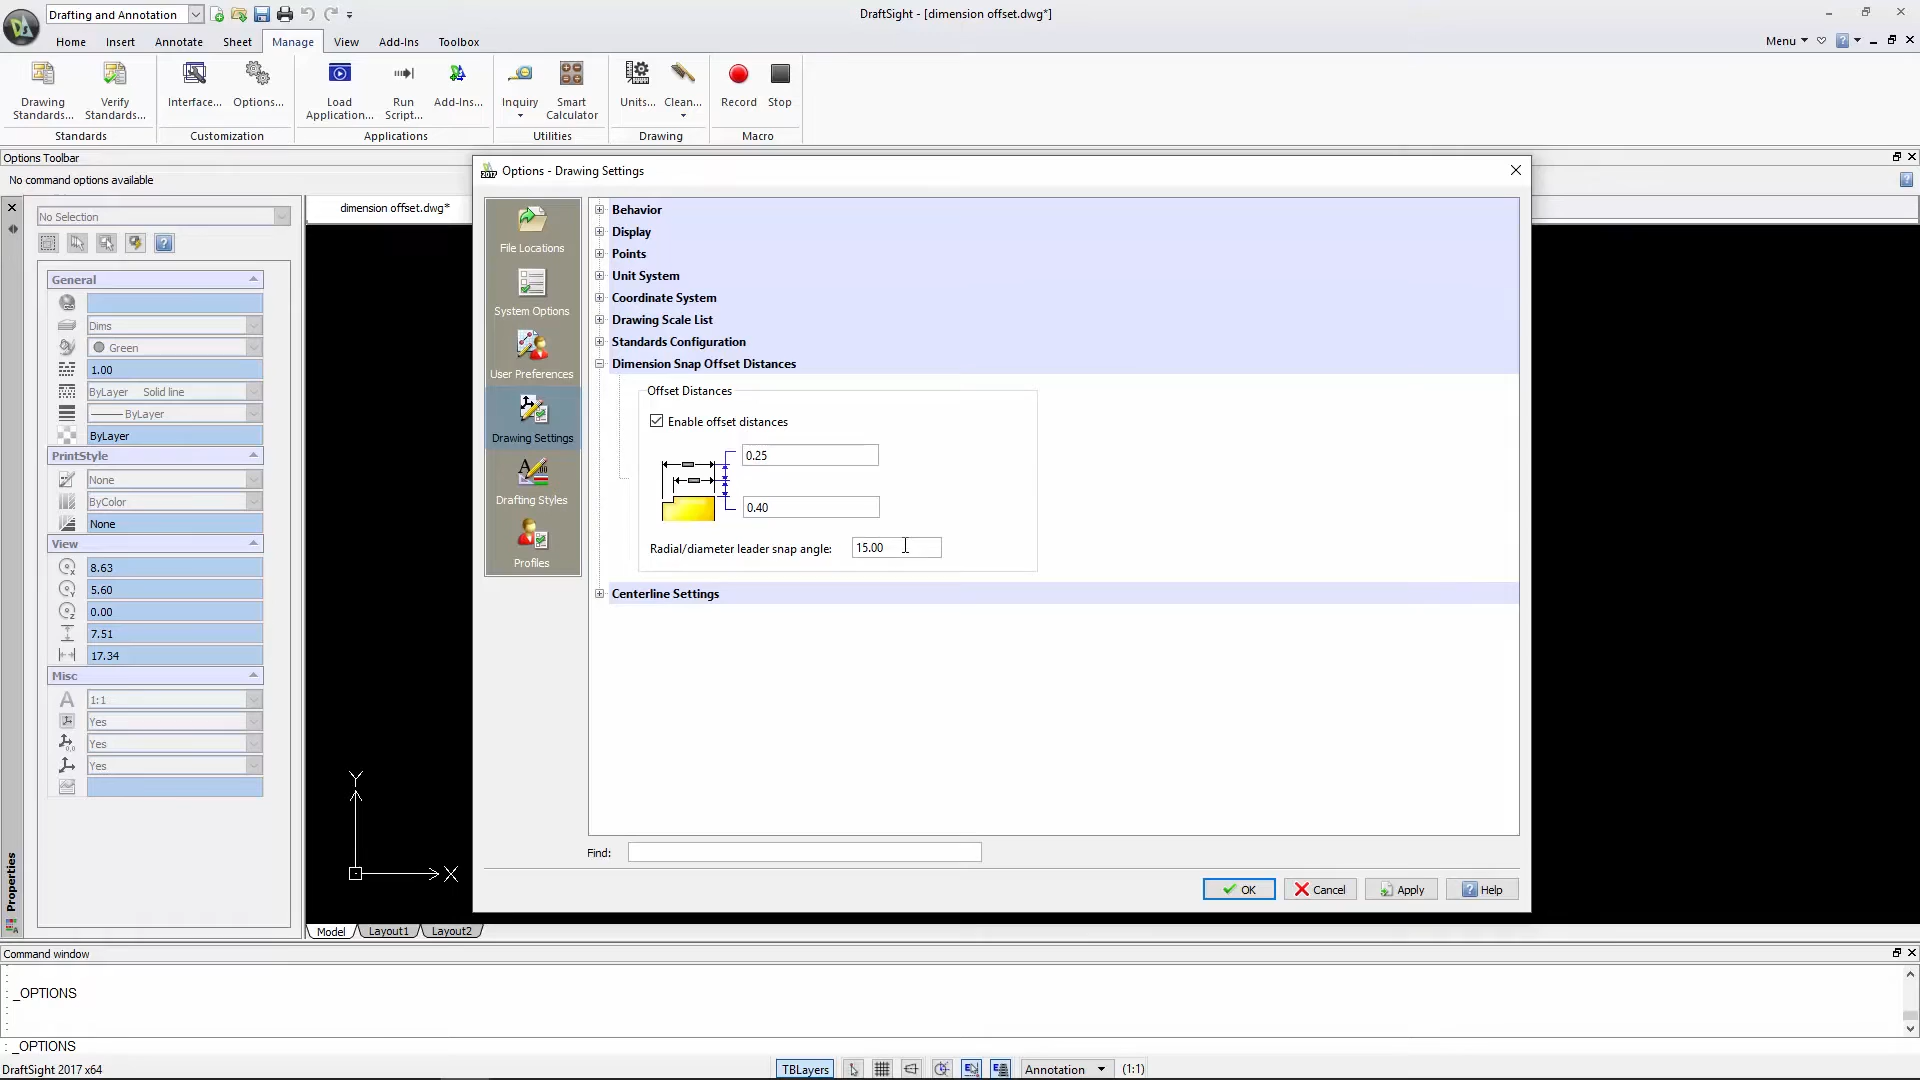 Drafting and Annotation
DraftSight - [dimension offset.dwg*]
Home Insert Annotate Sheet Manage View Add-Ins Toolbox
Menu
Drawing Standards...
Verify Standards...
Interface...
Options...
Load Application...
Run Script...
Add-Ins...
Inquiry
Smart Calculator
Units...
Clean...
Record
Stop
Standards Customization Applications Utilities Drawing Macro
Options Toolbar
No command options available
No Selection
General
Dims
Green
1.00
ByLayer Solid line
ByLayer
ByLayer
PrintStyle
None
ByColor
None
View
8.63
5.60
0.00
7.51
17.34
Misc
1:1
Yes
Yes
Yes
Properties
dimension offset.dwg*
Options - Drawing Settings
File Locations
System Options
User Preferences
Drawing Settings
Drafting Styles
Profiles
Behavior
Display
Points
Unit System
Coordinate System
Drawing Scale List
Standards Configuration
Dimension Snap Offset Distances
Offset Distances
Enable offset distances
0.25
0.40
Radial/diameter leader snap angle: 15.00
Centerline Settings
Find:
OK Cancel Apply Help
Y
X
Model Layout1 Layout2
Command window
:
: _OPTIONS
:
:
: _OPTIONS
DraftSight 2017 x64
TBLayers
Annotation (1:1)